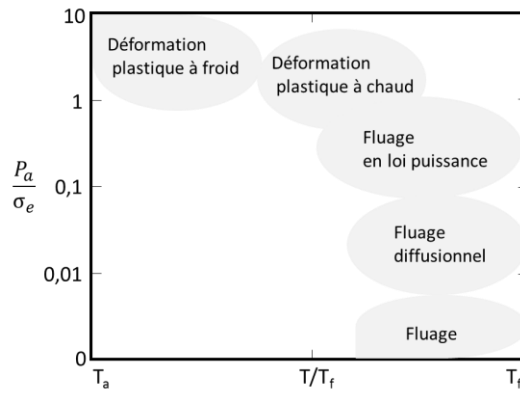 10
Déformation
plastique à froid
Déformation
plastique à chaud
1
Fluage
en loi puissance
P_a
σ_e
0,1
Fluage
diffusionnel
0,01
Fluage
0
T_a
T/T_f
T_f